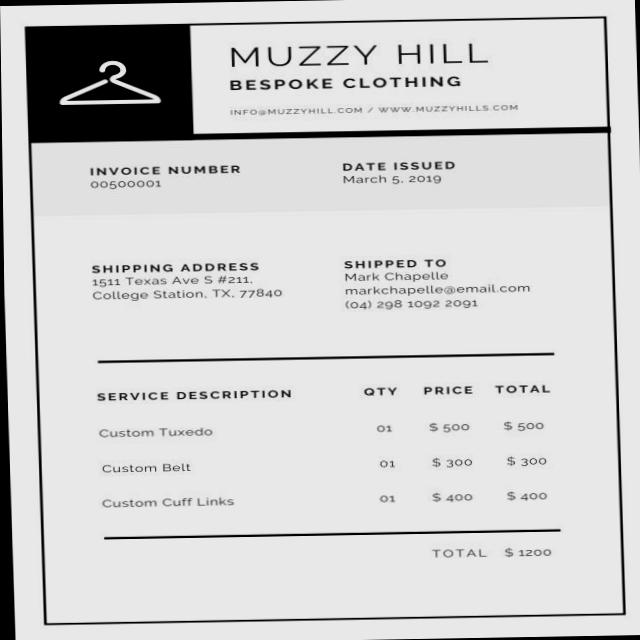 MUZZY HILL
BESPOKE CLOTHING
INFO@MUZZYHILL.COM / WWW.MUZZYHILLS.COM
INVOICE NUMBER
00500001
DATE ISSUED
March 5, 2019
SHIPPING ADDRESS
1511 Texas Ave S #211,
College Station, TX, 77840
SHIPPED TO
Mark Chapelle
markchapelle@email.com
(04) 298 1092 2091
SERVICE DESCRIPTION QTY PRICE TOTAL
Custom Tuxedo 01 $ 500 $ 500
Custom Belt 01 $ 300 $ 300
Custom Cuff Links 01 $ 400 $ 400
TOTAL $ 1200